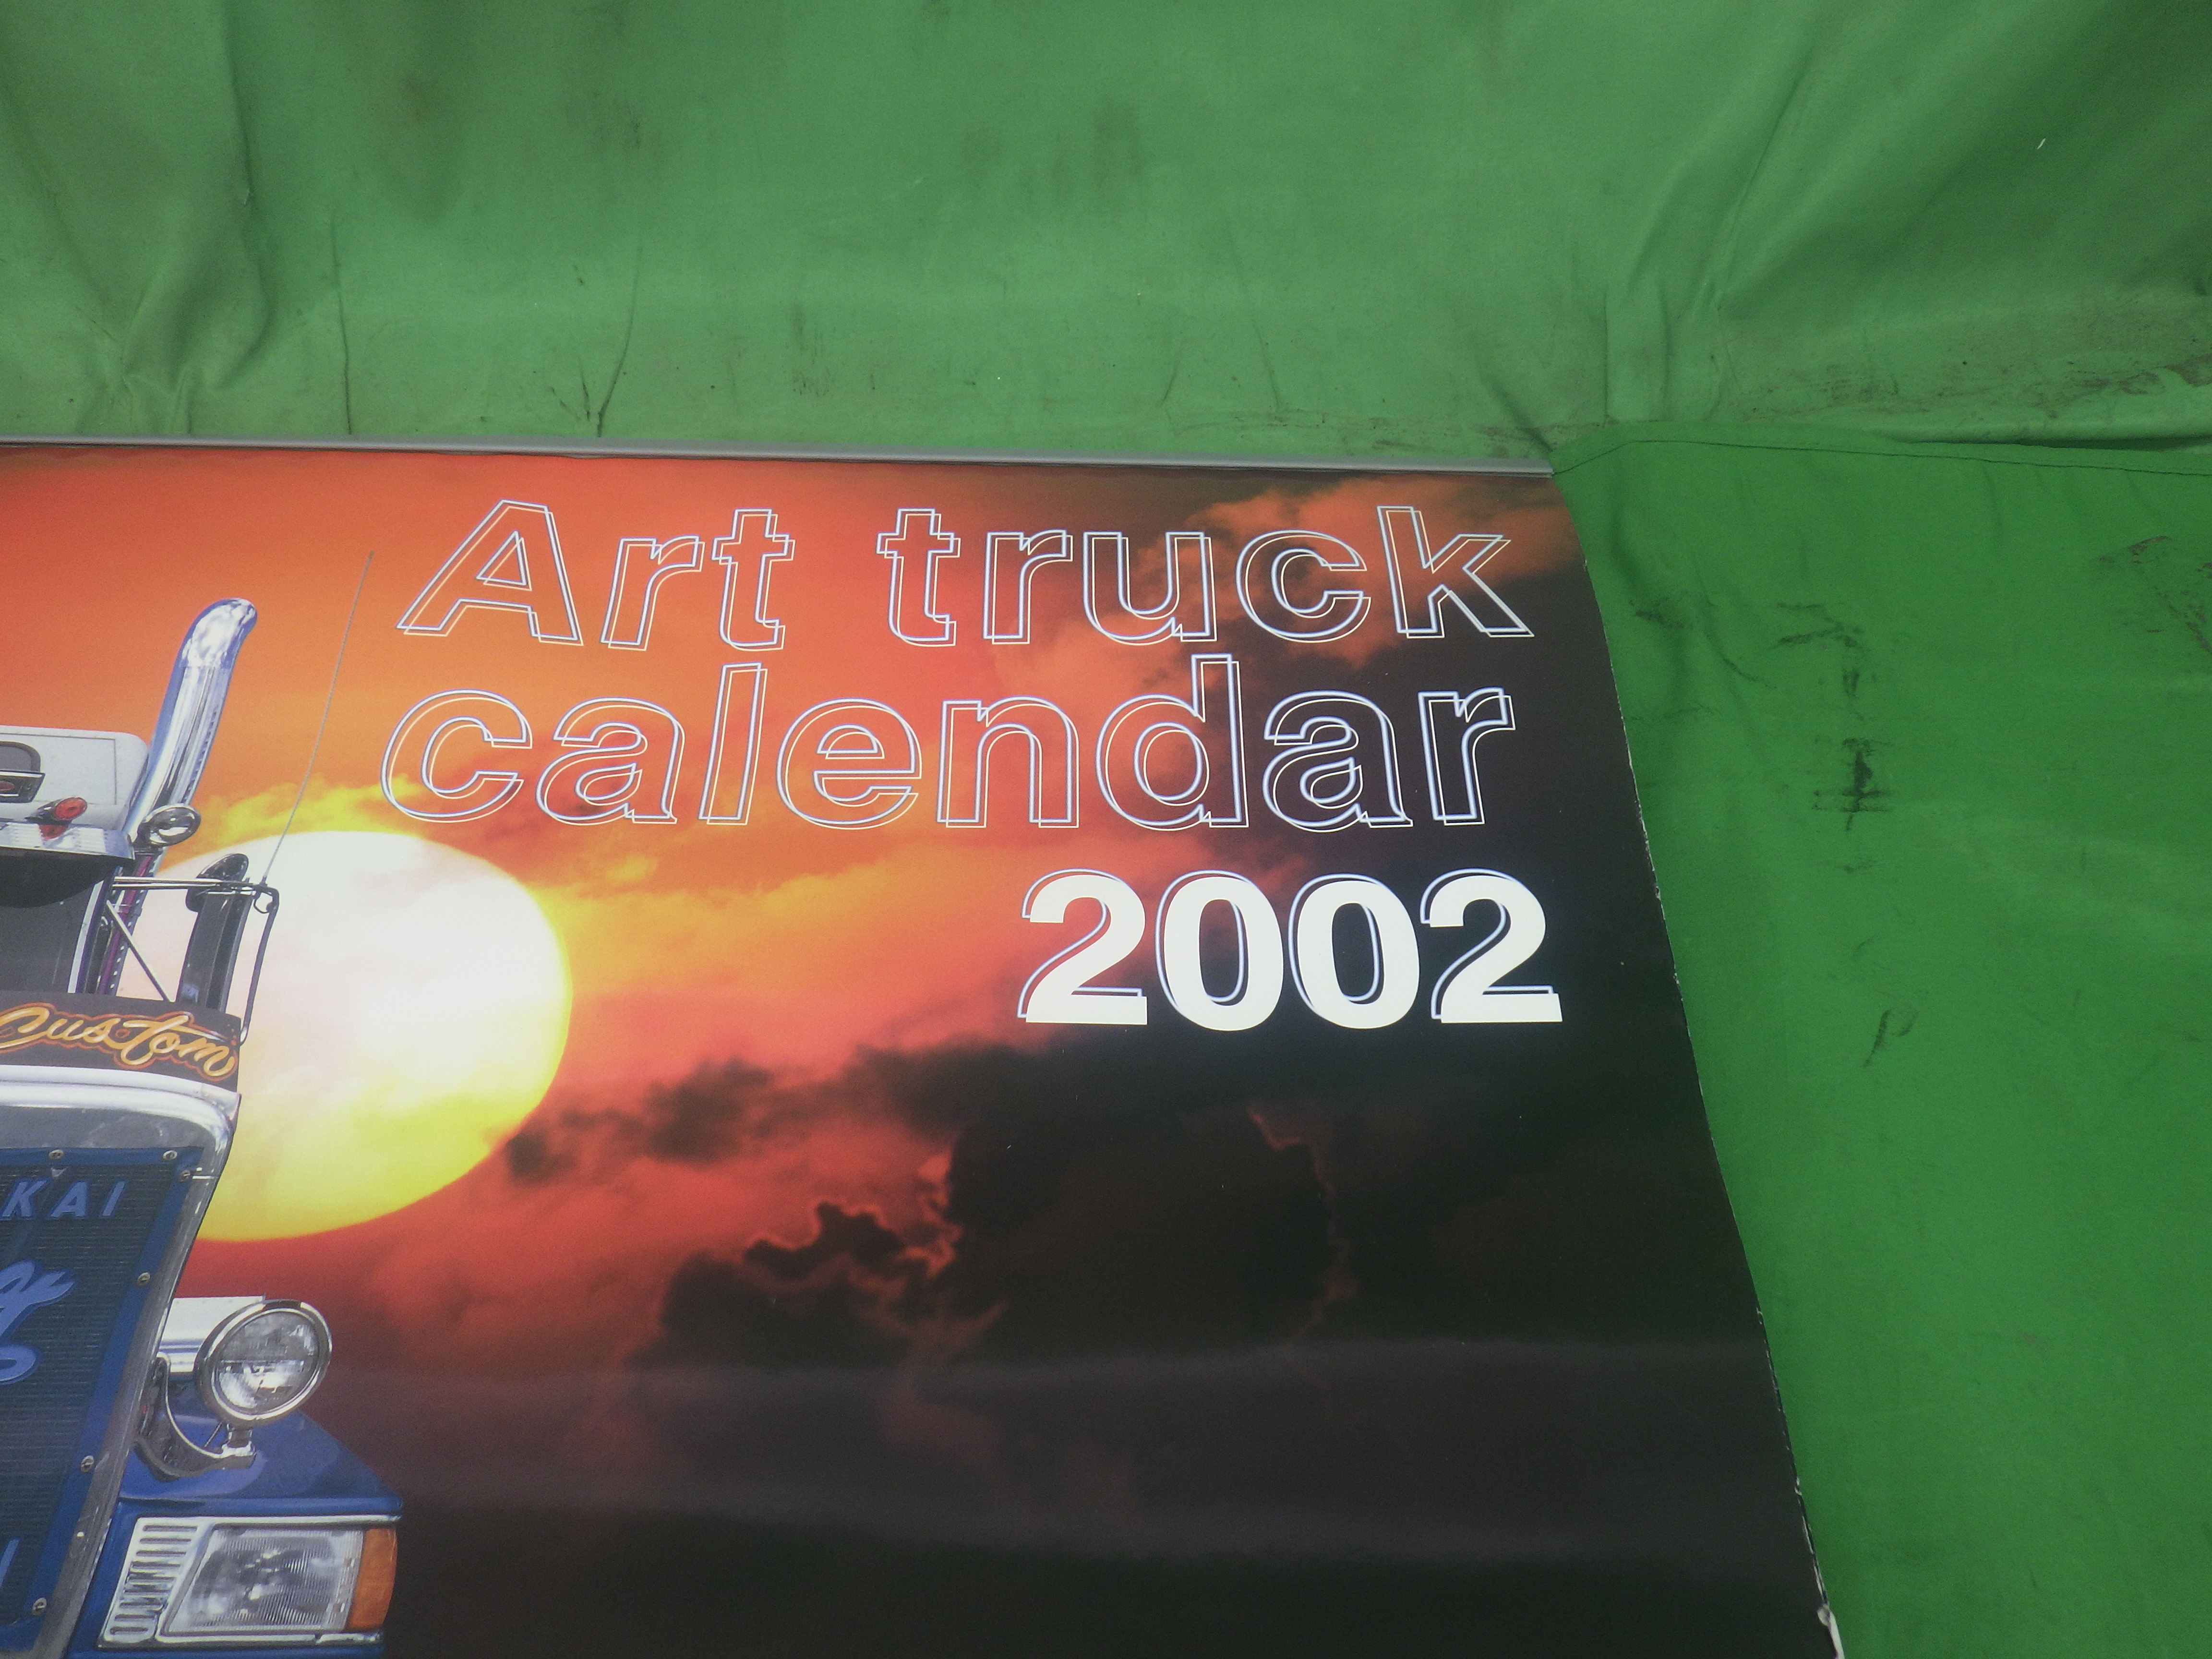 Art truck
calendar
2002
Custom
KAI